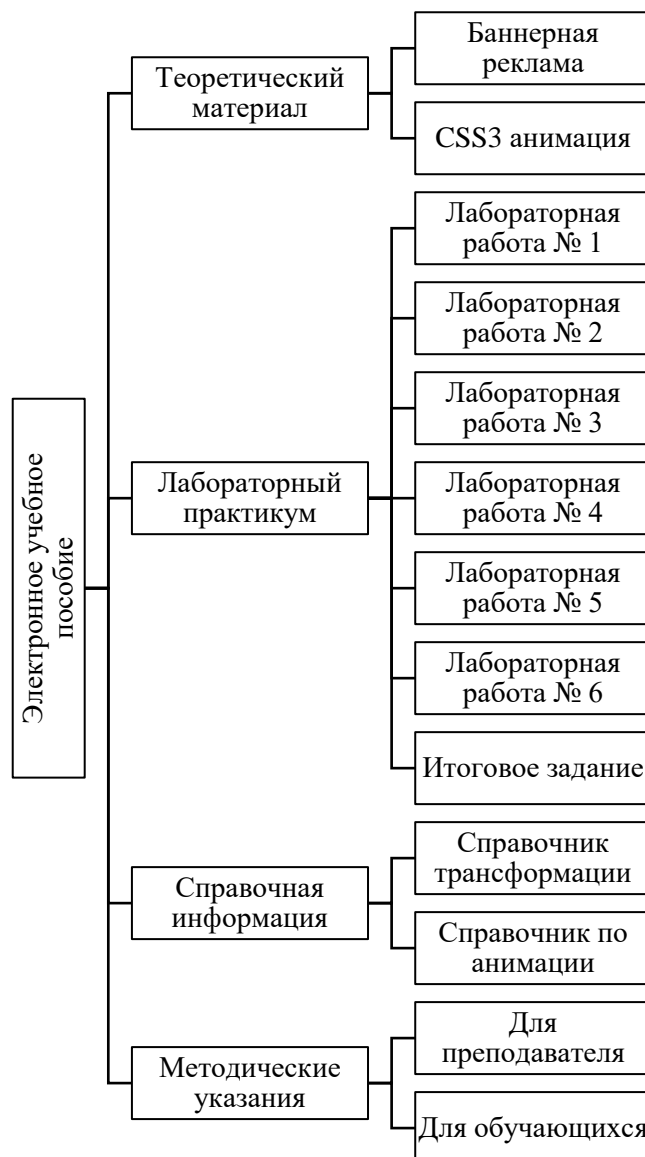 Электронное учебное
пособие
Теоретический
материал
Баннерная
реклама
CSS3 анимация
Лабораторный
практикум
Лабораторная
работа № 1
Лабораторная
работа № 2
Лабораторная
работа № 3
Лабораторная
работа № 4
Лабораторная
работа № 5
Лабораторная
работа № 6
Итоговое задание
Справочная
информация
Справочник
трансформации
Справочник по
анимации
Методические
указания
Для
преподавателя
Для обучающихся